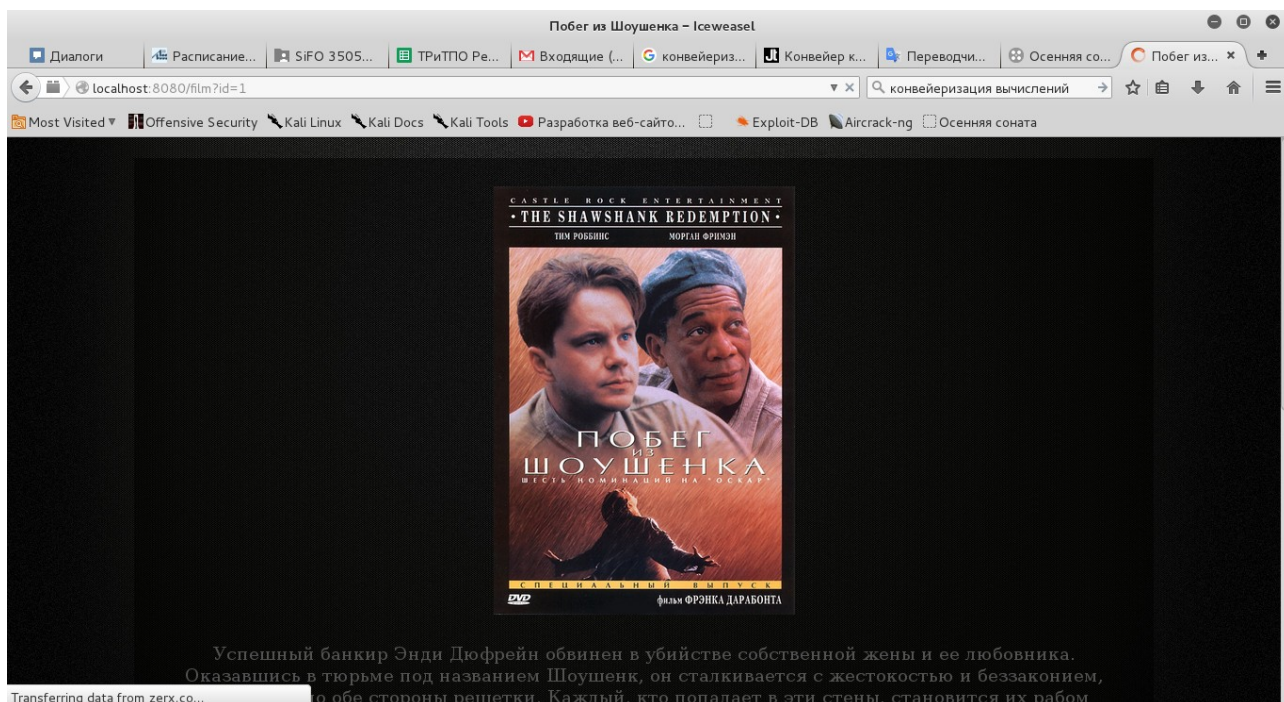 Побег из Шоушенка – Iceweasel
Диалоги Расписание... SiFO 3505... ТРиТПО Ре... Входящие (... конвейериз... Конвейер к... Переводчи... Осенняя со... Побег из...
localhost:8080/film?id=1 конвейеризация вычислений
Most Visited Offensive Security Kali Linux Kali Docs Kali Tools Разработка веб-сайто... Exploit-DB Aircrack-ng Осенняя соната
CASTLE ROCK ENTERTAINMENT
• THE SHAWSHANK REDEMPTION •
ТИМ РОББИНС МОРГАН ФРИМЭН
ПОБЕГ
ИЗ
ШОУШЕНКА
ШЕСТЬ НОМИНАЦИЙ НА "ОСКАР"
СПЕЦИАЛЬНЫЙ ВЫПУСК
DVD фильм ФРЭНКА ДАРАБОНТА
Успешный банкир Энди Дюфрейн обвинен в убийстве собственной жены и ее любовника.
Оказавшись в тюрьме под названием Шоушенк, он сталкивается с жестокостью и беззаконием,
обе стороны решетки. Каждый, кто попадает в эти стены, становится их рабом
Transferring data from zerx.co...